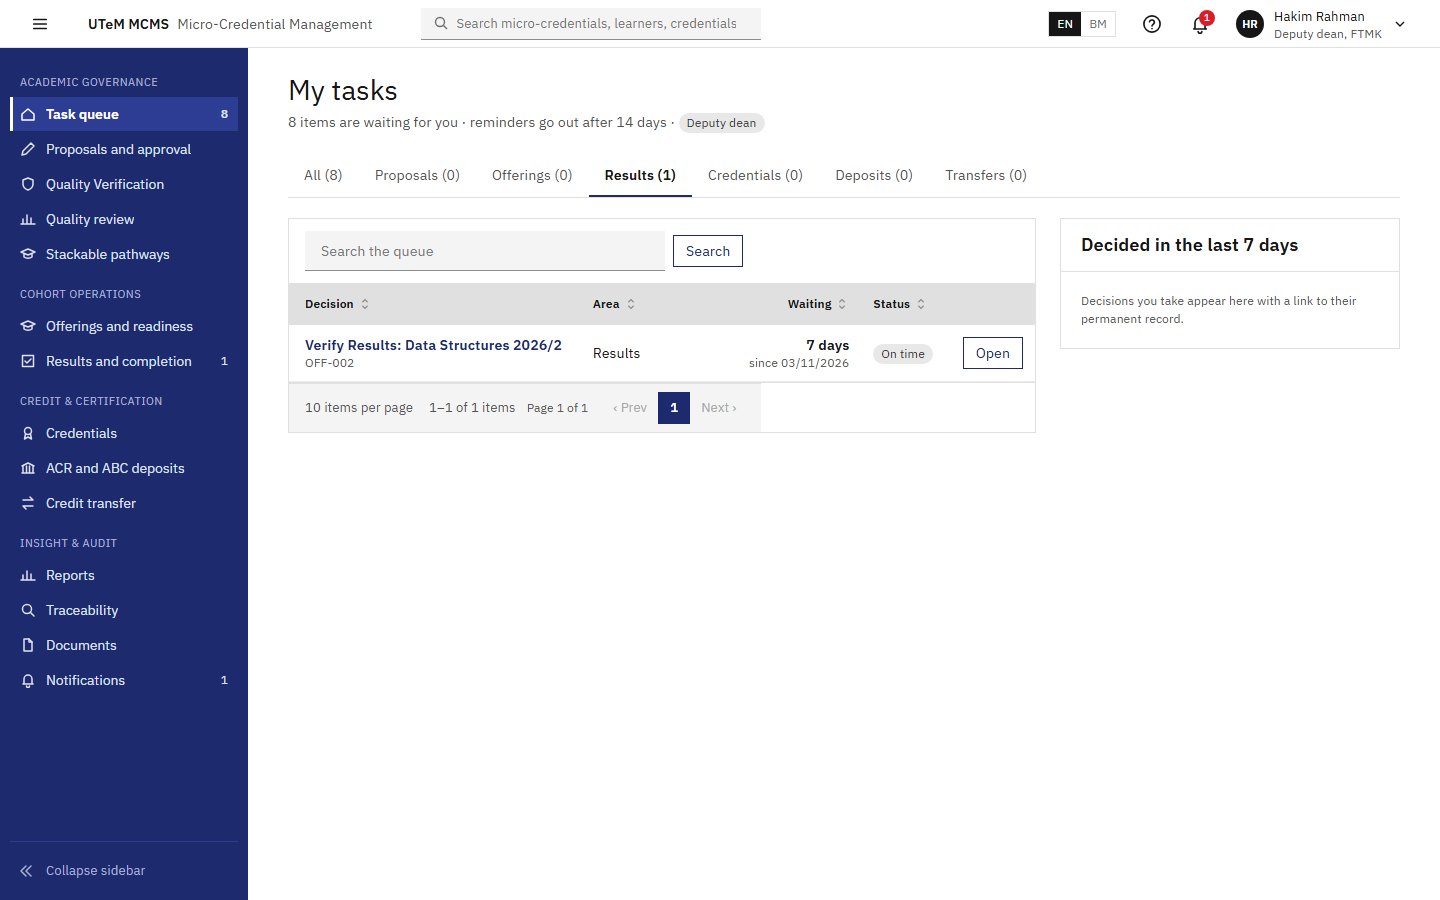 UTeM MCMS Micro-Credential Management
Search micro-credentials, learners, credentials
EN BM
1
HR
Hakim Rahman
Deputy dean, FTMK
ACADEMIC GOVERNANCE
Task queue 8
Proposals and approval
Quality Verification
Quality review
Stackable pathways
COHORT OPERATIONS
Offerings and readiness
Results and completion 1
CREDIT & CERTIFICATION
Credentials
ACR and ABC deposits
Credit transfer
INSIGHT & AUDIT
Reports
Traceability
Documents
Notifications 1
Collapse sidebar
My tasks
8 items are waiting for you · reminders go out after 14 days · Deputy dean
All (8) Proposals (0) Offerings (0) Results (1) Credentials (0) Deposits (0) Transfers (0)
Search the queue Search
Decision Area Waiting Status
Verify Results: Data Structures 2026/2 Results 7 days On time Open
OFF-002 since 03/11/2026
10 items per page 1–1 of 1 items Page 1 of 1 ‹ Prev 1 Next ›
Decided in the last 7 days
Decisions you take appear here with a link to their
permanent record.